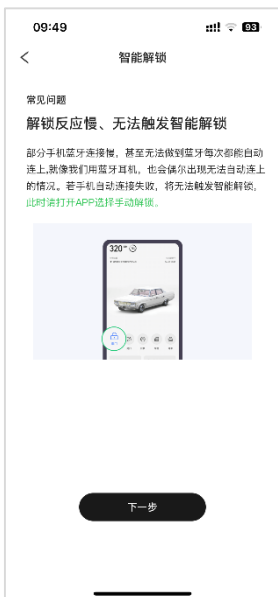 09:49
93
智能解锁
常见问题
解锁反应慢、无法触发智能解锁
部分手机蓝牙连接慢，甚至无法做到蓝牙每次都能自动
连上,就像我们用蓝牙耳机，也会偶尔出现无法自动连上
的情况。若手机自动连接失败，将无法触发智能解锁，
此时请打开APP选择手动解锁。
320
下一步